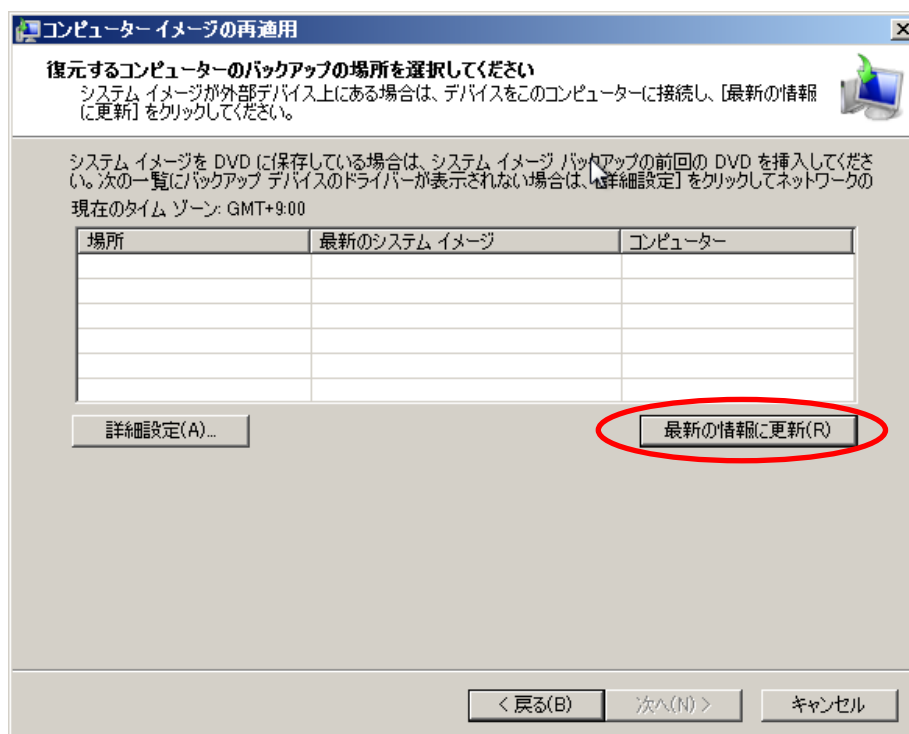 コンピューター イメージの再適用
復元するコンピューターのバックアップの場所を選択してください
システム イメージが外部デバイス上にある場合は、デバイスをこのコンピューターに接続し、[最新の情報
に更新] をクリックしてください。
システム イメージを DVD に保存している場合は、システム イメージ バックアップの前回の DVD を挿入してくださ
い。次の一覧にバックアップ デバイスのドライバーが表示されない場合は、[詳細設定] をクリックしてネットワークの
現在のタイム ゾーン: GMT+9:00
場所 最新のシステム イメージ コンピューター
詳細設定(A)... 最新の情報に更新(R)
< 戻る(B) 次へ(N) > キャンセル